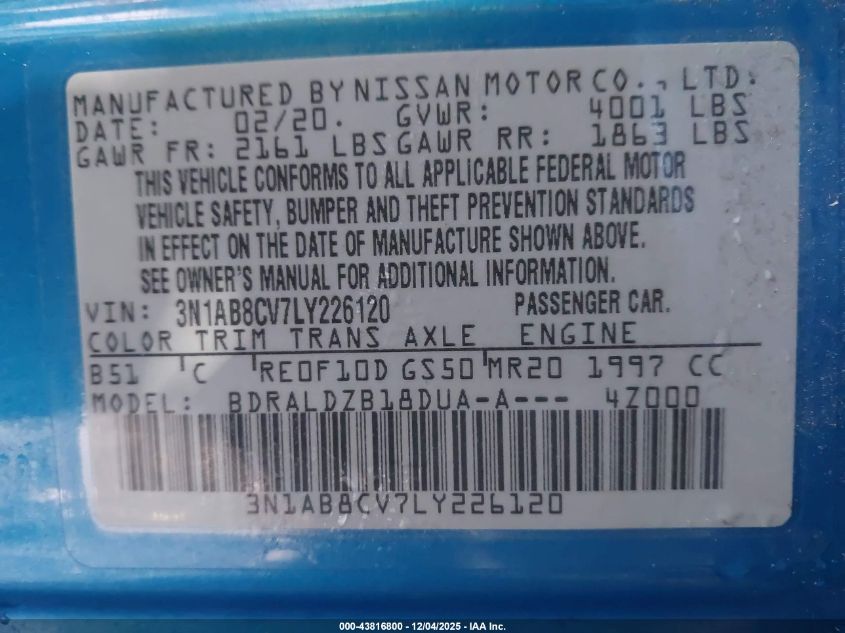 MANUFACTURED BY NISSAN MOTOR CO., LTD.
DATE: 02/20. GVWR: 4001 LBS
GAWR FR: 2161 LBS GAWR RR: 1863 LBS
THIS VEHICLE CONFORMS TO ALL APPLICABLE FEDERAL MOTOR
VEHICLE SAFETY, BUMPER AND THEFT PREVENTION STANDARDS
IN EFFECT ON THE DATE OF MANUFACTURE SHOWN ABOVE.
SEE OWNER'S MANUAL FOR ADDITIONAL INFORMATION.
VIN: 3N1AB8CV7LY226120 PASSENGER CAR.
COLOR TRIM TRANS AXLE ENGINE
B51 C RE0F10D GS50 MR20 1997 CC
MODEL: BDRALDZB18DUA-A--- 4Z000
3N1AB8CV7LY226120
000-43816800 - 12/04/2025 - IAA Inc.